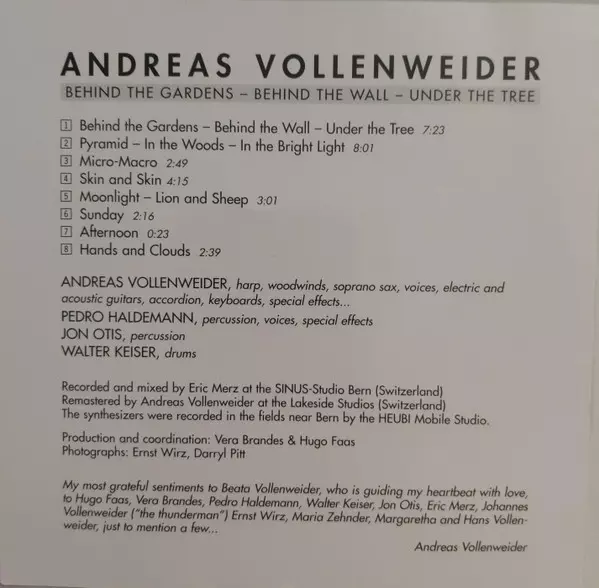 ANDREAS VOLLENWEIDER
BEHIND THE GARDENS – BEHIND THE WALL – UNDER THE TREE
1 Behind the Gardens – Behind the Wall – Under the Tree 7:23
2 Pyramid – In the Woods – In the Bright Light 8:01
3 Micro-Macro 2:49
4 Skin and Skin 4:15
5 Moonlight – Lion and Sheep 3:01
6 Sunday 2:16
7 Afternoon 0:23
8 Hands and Clouds 2:39
ANDREAS VOLLENWEIDER, harp, woodwinds, soprano sax, voices, electric and
acoustic guitars, accordion, keyboards, special effects...
PEDRO HALDEMANN, percussion, voices, special effects
JON OTIS, percussion
WALTER KEISER, drums
Recorded and mixed by Eric Merz at the SINUS-Studio Bern (Switzerland)
Remastered by Andreas Vollenweider at the Lakeside Studios (Switzerland)
The synthesizers were recorded in the fields near Bern by the HEUBI Mobile Studio.
Production and coordination: Vera Brandes & Hugo Faas
Photographs: Ernst Wirz, Darryl Pitt
My most grateful sentiments to Beata Vollenweider, who is guiding my heartbeat with love,
to Hugo Faas, Vera Brandes, Pedro Haldemann, Walter Keiser, Jon Otis, Eric Merz, Johannes
Vollenweider ("the thunderman") Ernst Wirz, Maria Zehnder, Margaretha and Hans Vollen-
weider, just to mention a few...
Andreas Vollenweider